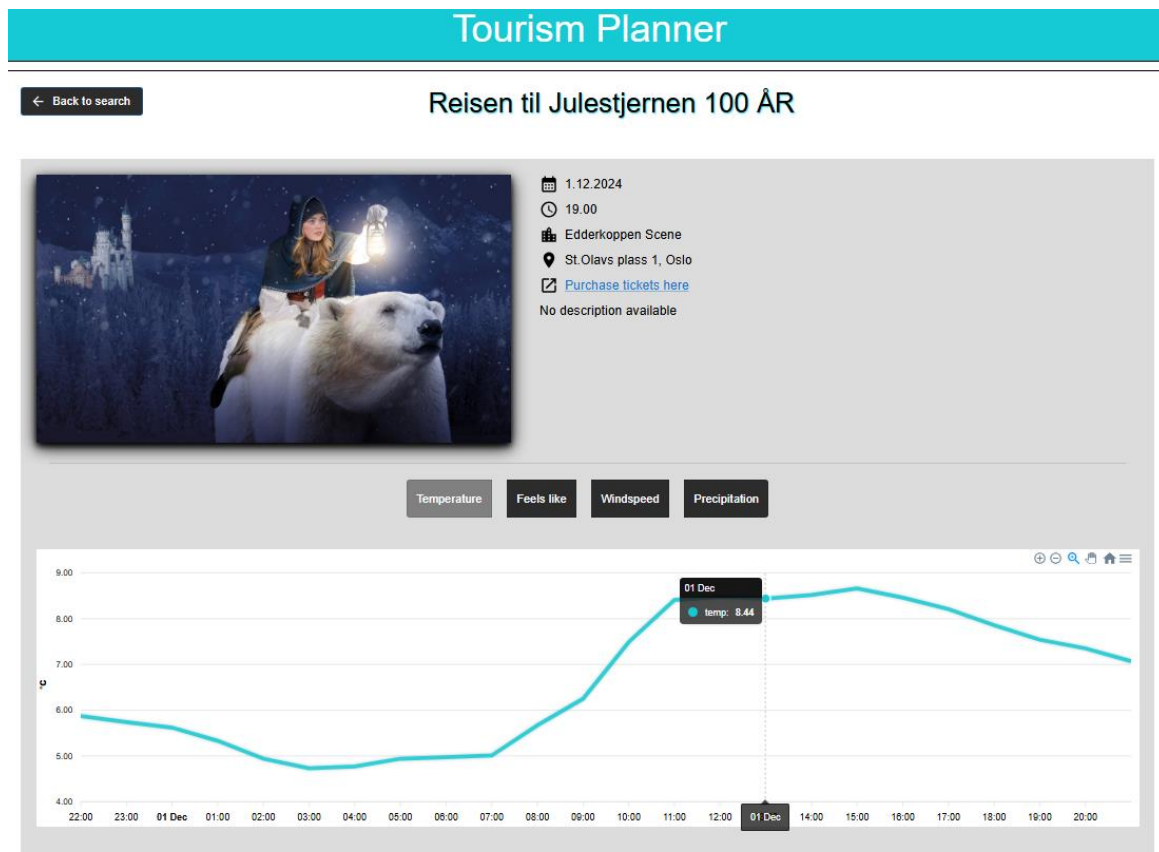 Tourism Planner
← Back to search
Reisen til Julestjernen 100 ÅR
1.12.2024
19.00
Edderkoppen Scene
St.Olavs plass 1, Oslo
Purchase tickets here
No description available
Temperature Feels like Windspeed Precipitation
9.00
01 Dec
temp: 8.44
8.00
7.00
°C
6.00
5.00
4.00
22:00 23:00 01 Dec 01:00 02:00 03:00 04:00 05:00 06:00 07:00 08:00 09:00 10:00 11:00 12:00 01 Dec 14:00 15:00 16:00 17:00 18:00 19:00 20:00